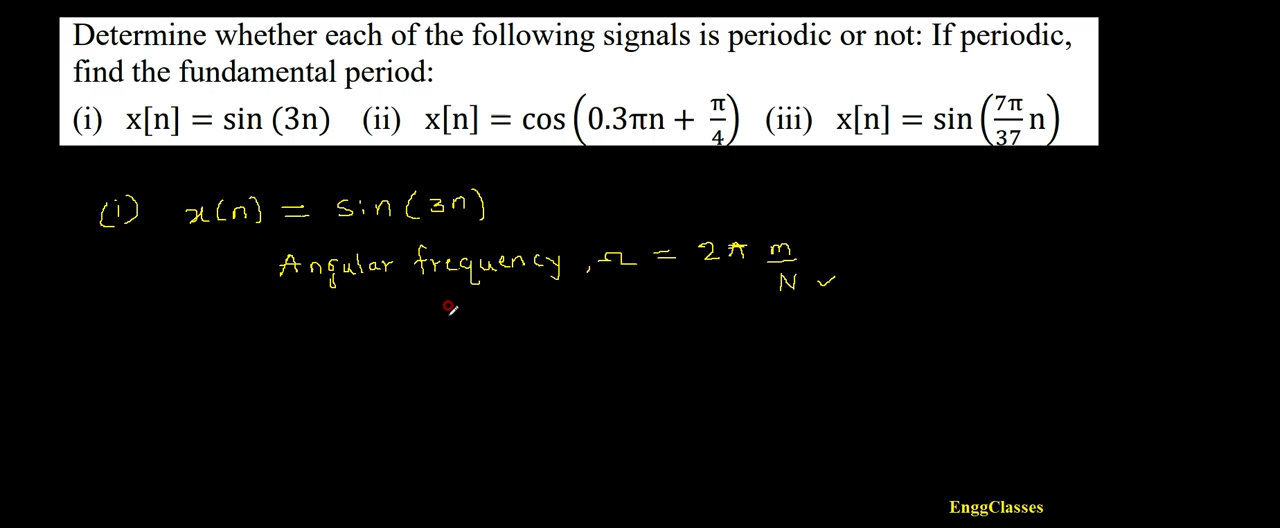 Determine whether each of the following signals is periodic or not: If periodic,
find the fundamental period:
(i) x[n] = sin (3n) (ii) x[n] = cos (0.3πn + π/4) (iii) x[n] = sin (7π/37 n)
(i) x(n) = sin(3n)
Angular frequency, Ω = 2π m/N ✓
EnggClasses